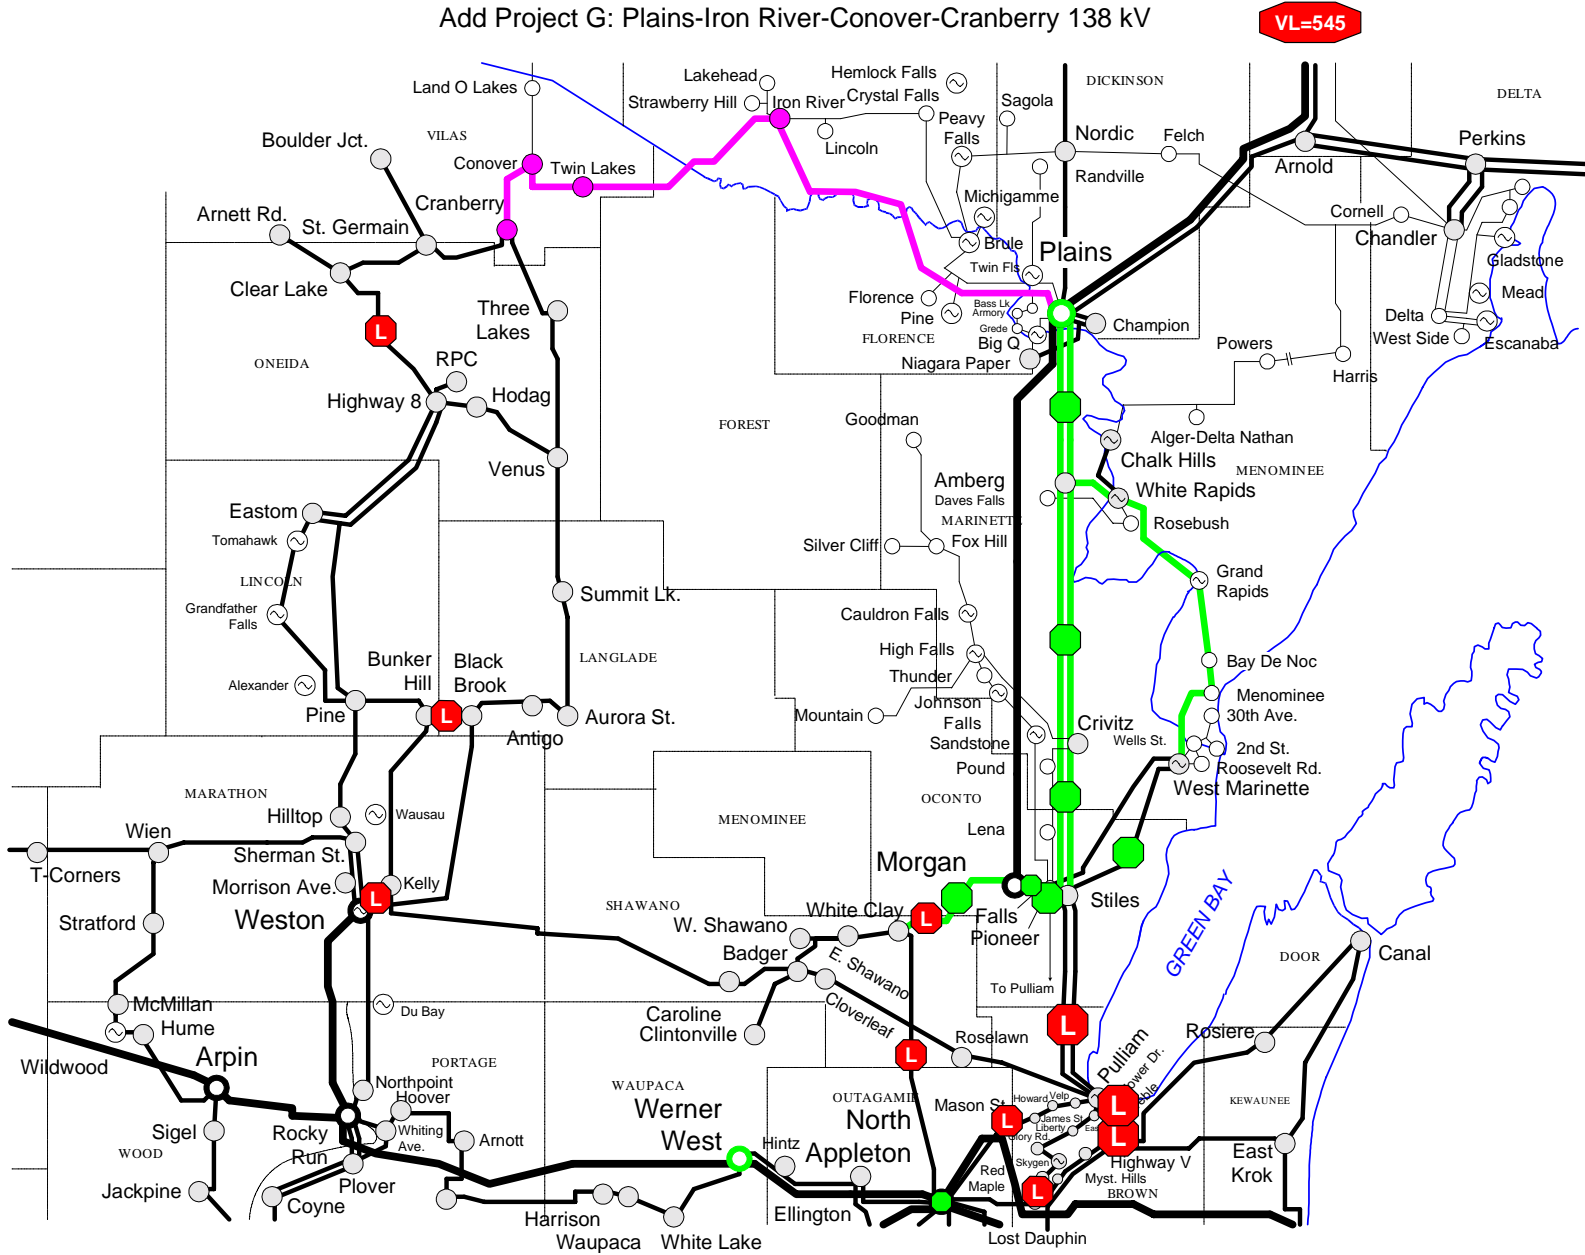 Add Project G: Plains-Iron River-Conover-Cranberry 138 kV
VL=545
Land O Lakes
Lakehead
Strawberry Hill
Iron River
Hemlock Falls
Crystal Falls
Lincoln
Peavy
Falls
Sagola
DICKINSON
DELTA
Nordic
Felch
Randville
Arnold
Perkins
VILAS
Boulder Jct.
Conover
Twin Lakes
Cranberry
Arnett Rd.
St. Germain
Clear Lake
Michigamme
Brule
Plains
Twin Fls
Cornell
Chandler
Gladstone
Mead
Delta
West Side
Escanaba
Three
Lakes
L
Florence
Pine
FLORENCE
Bass Lk
Armory
Grede
Big Q
Niagara Paper
Champion
Powers
Harris
ONEIDA
RPC
Highway 8
Hodag
Venus
FOREST
Goodman
Alger-Delta Nathan
Chalk Hills
MENOMINEE
Amberg
Daves Falls
White Rapids
Rosebush
MARINETTE
Silver Cliff
Fox Hill
Eastom
Tomahawk
LINCOLN
Grandfather
Falls
Summit Lk.
Grand
Rapids
Cauldron Falls
High Falls
Thunder
Johnson
Falls
Mountain
Sandstone
Bunker
Hill
Black
Brook
LANGLADE
Alexander
Pine
L
Antigo
Aurora St.
Bay De Noc
Menominee
30th Ave.
Crivitz
Wells St.
2nd St.
Roosevelt Rd.
West Marinette
Pound
OCONTO
Lena
MARATHON
Hilltop
Wausau
MENOMINEE
Wien
T-Corners
Sherman St.
Morrison Ave.
Kelly
L
Weston
Stratford
SHAWANO
Morgan
White Clay
L
W. Shawano
Badger
E. Shawano
Cloverleaf
Falls
Pioneer
Stiles
GREEN BAY
DOOR
Canal
To Pulliam
McMillan
Hume
Du Bay
Caroline
Clintonville
L
Roselawn
L
Pulliam
Rosiere
Wildwood
Arpin
PORTAGE
Northpoint
Hoover
WAUPACA
Werner
West
OUTAGAMIE
North
Appleton
Mason St.
L
Howard
Velp
James St.
Liberty
Glory Rd.
L
L
KEWAUNEE
Sigel
WOOD
Rocky
Run
Whiting
Ave.
Arnott
Hintz
Skygen
Highway V
East
Krok
Jackpine
Plover
Coyne
Red
Maple
Myst. Hills
BROWN
L
Harrison
Waupaca
White Lake
Ellington
Lost Dauphin